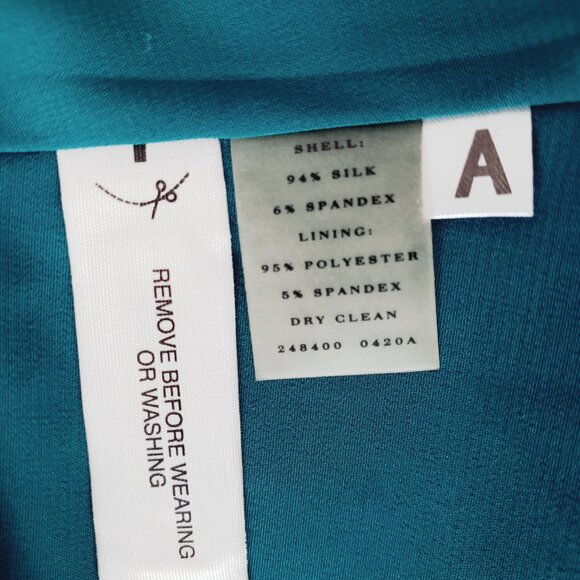 SHELL:
94% SILK
6% SPANDEX
LINING:
95% POLYESTER
5% SPANDEX
DRY CLEAN
248400 0420A
A
REMOVE BEFORE WEARING
OR WASHING